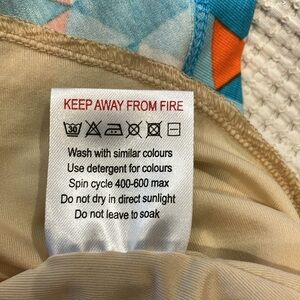 KEEP AWAY FROM FIRE
30
Wash with similar colours
Use detergent for colours
Spin cycle 400-600 max
Do not dry in direct sunlight
Do not leave to soak